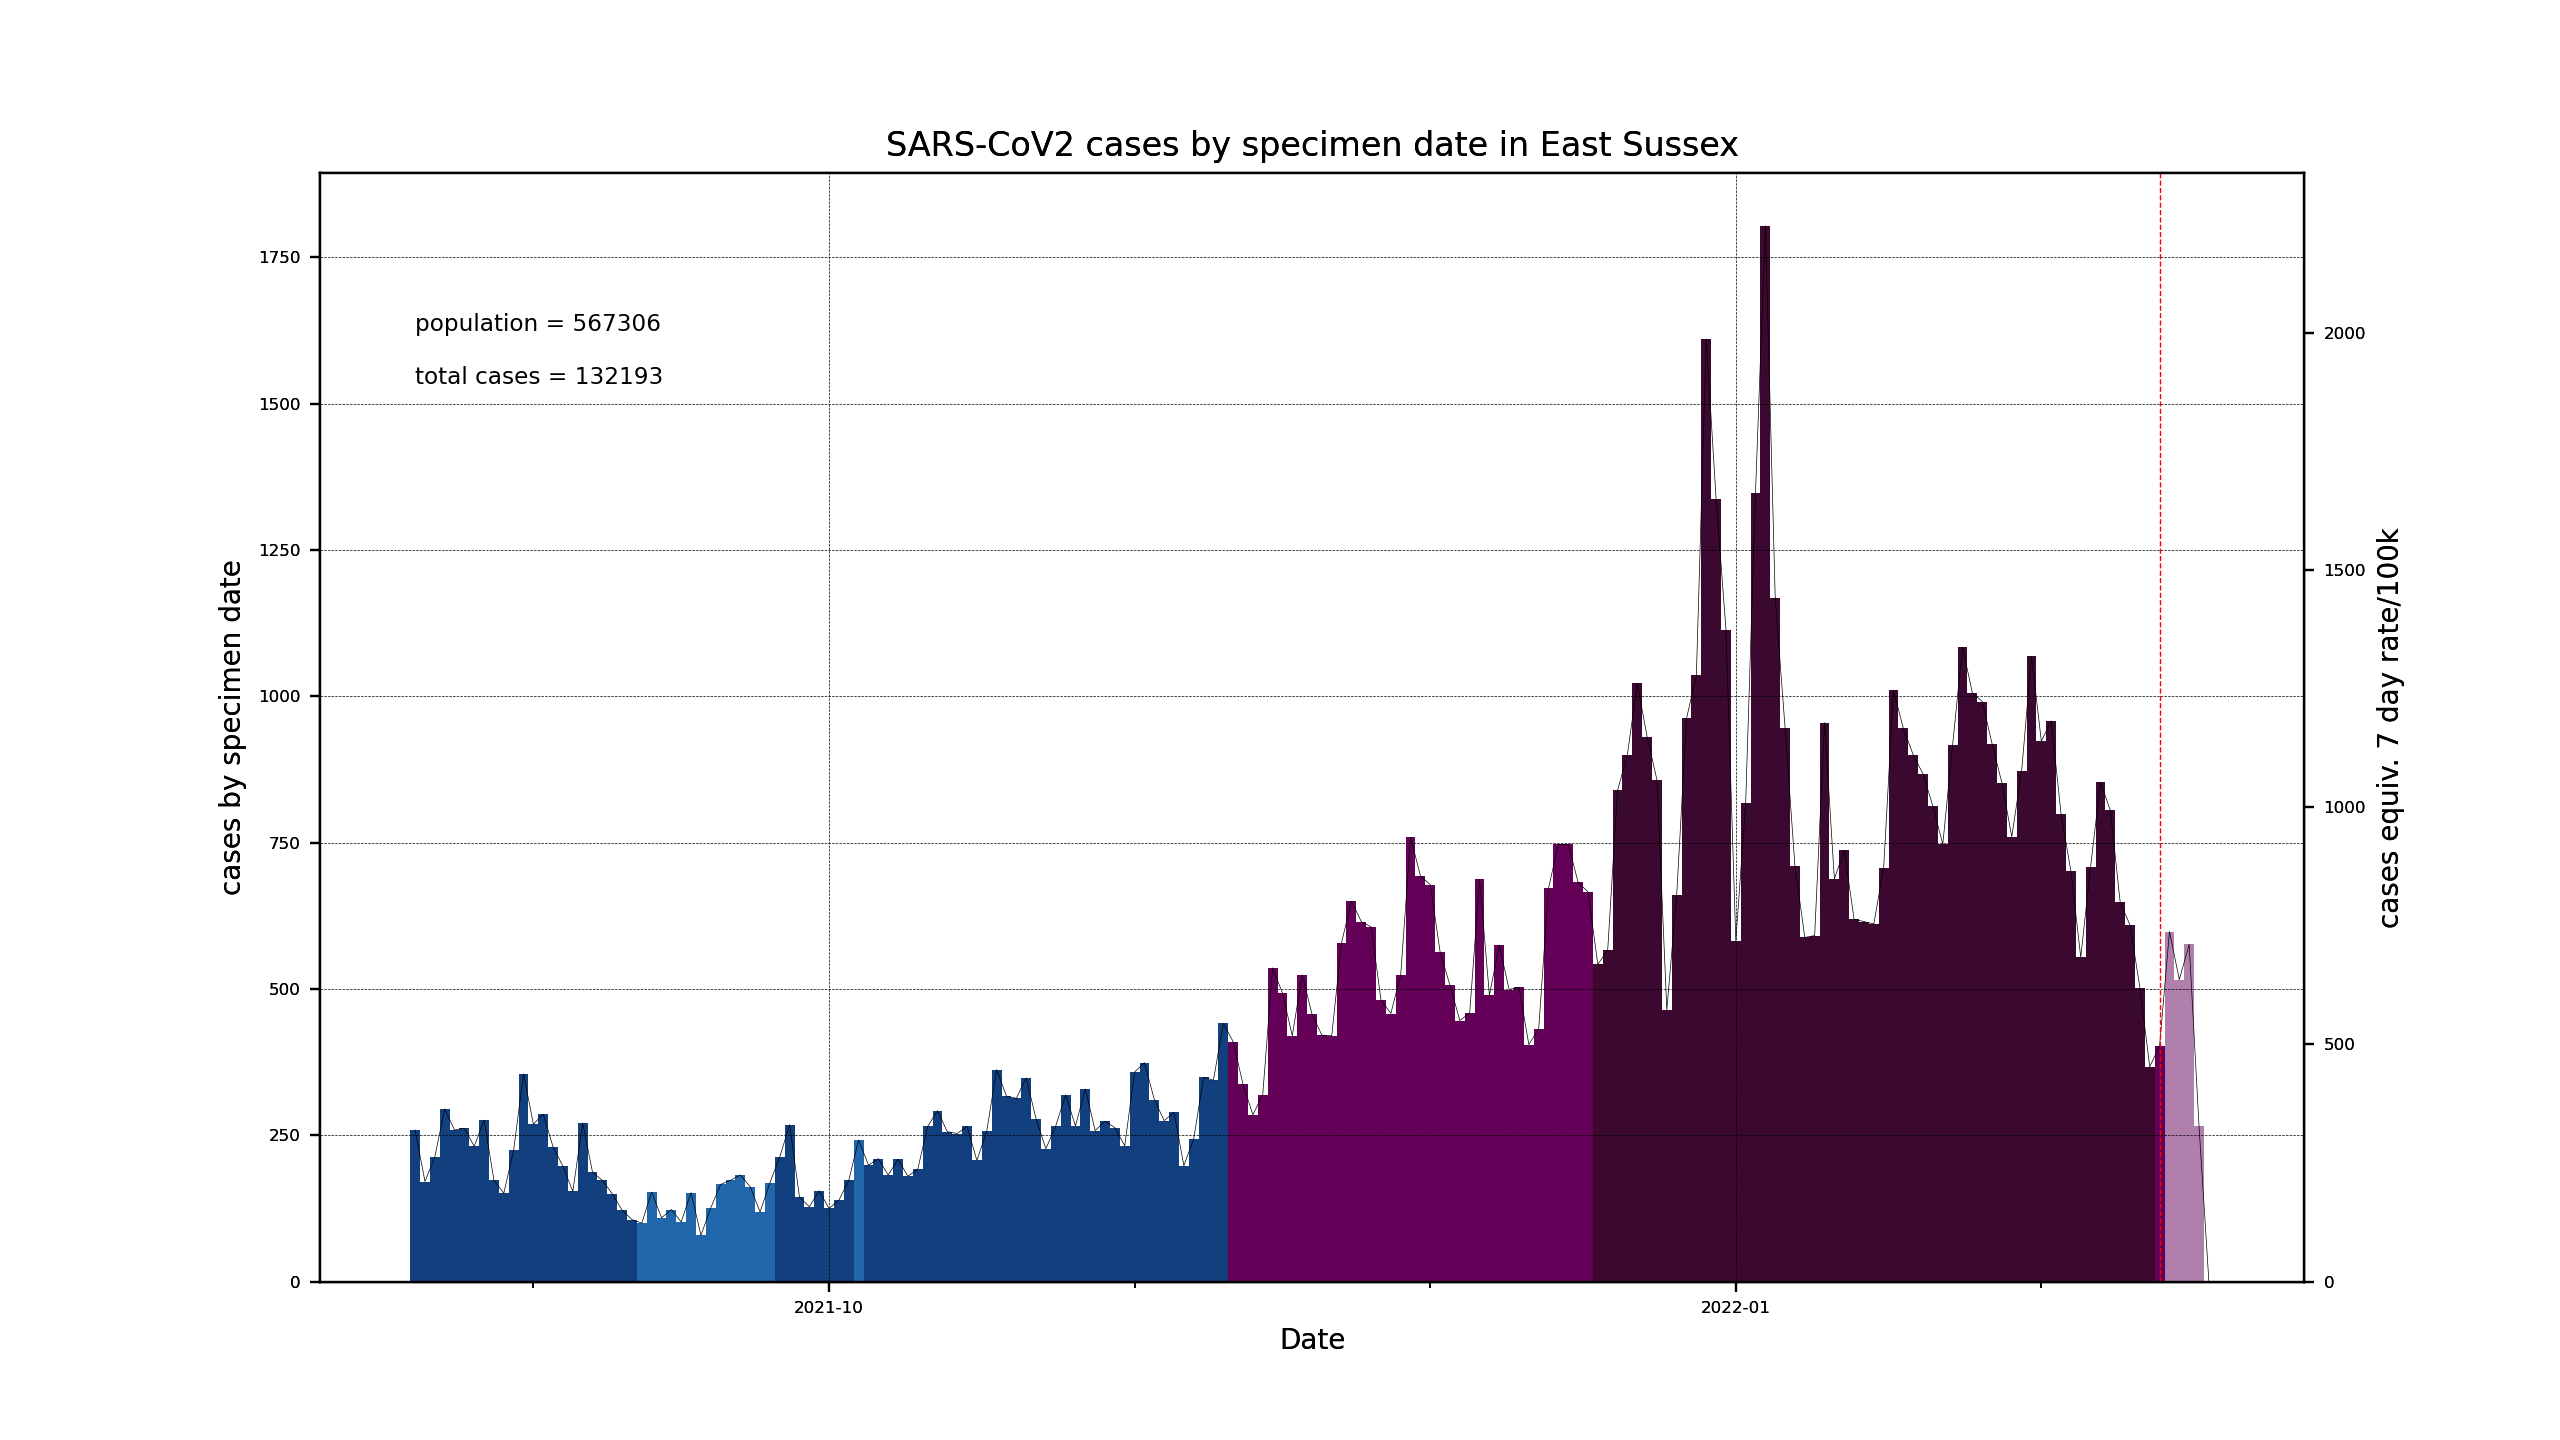 SARS-CoV2 cases by specimen date in East Sussex
population = 567306
total cases = 132193
cases by specimen date
1750
1500
1250
1000
750
500
250
0
2000
1500
1000
500
0
cases equiv. 7 day rate/100k
2021-10
2022-01
Date